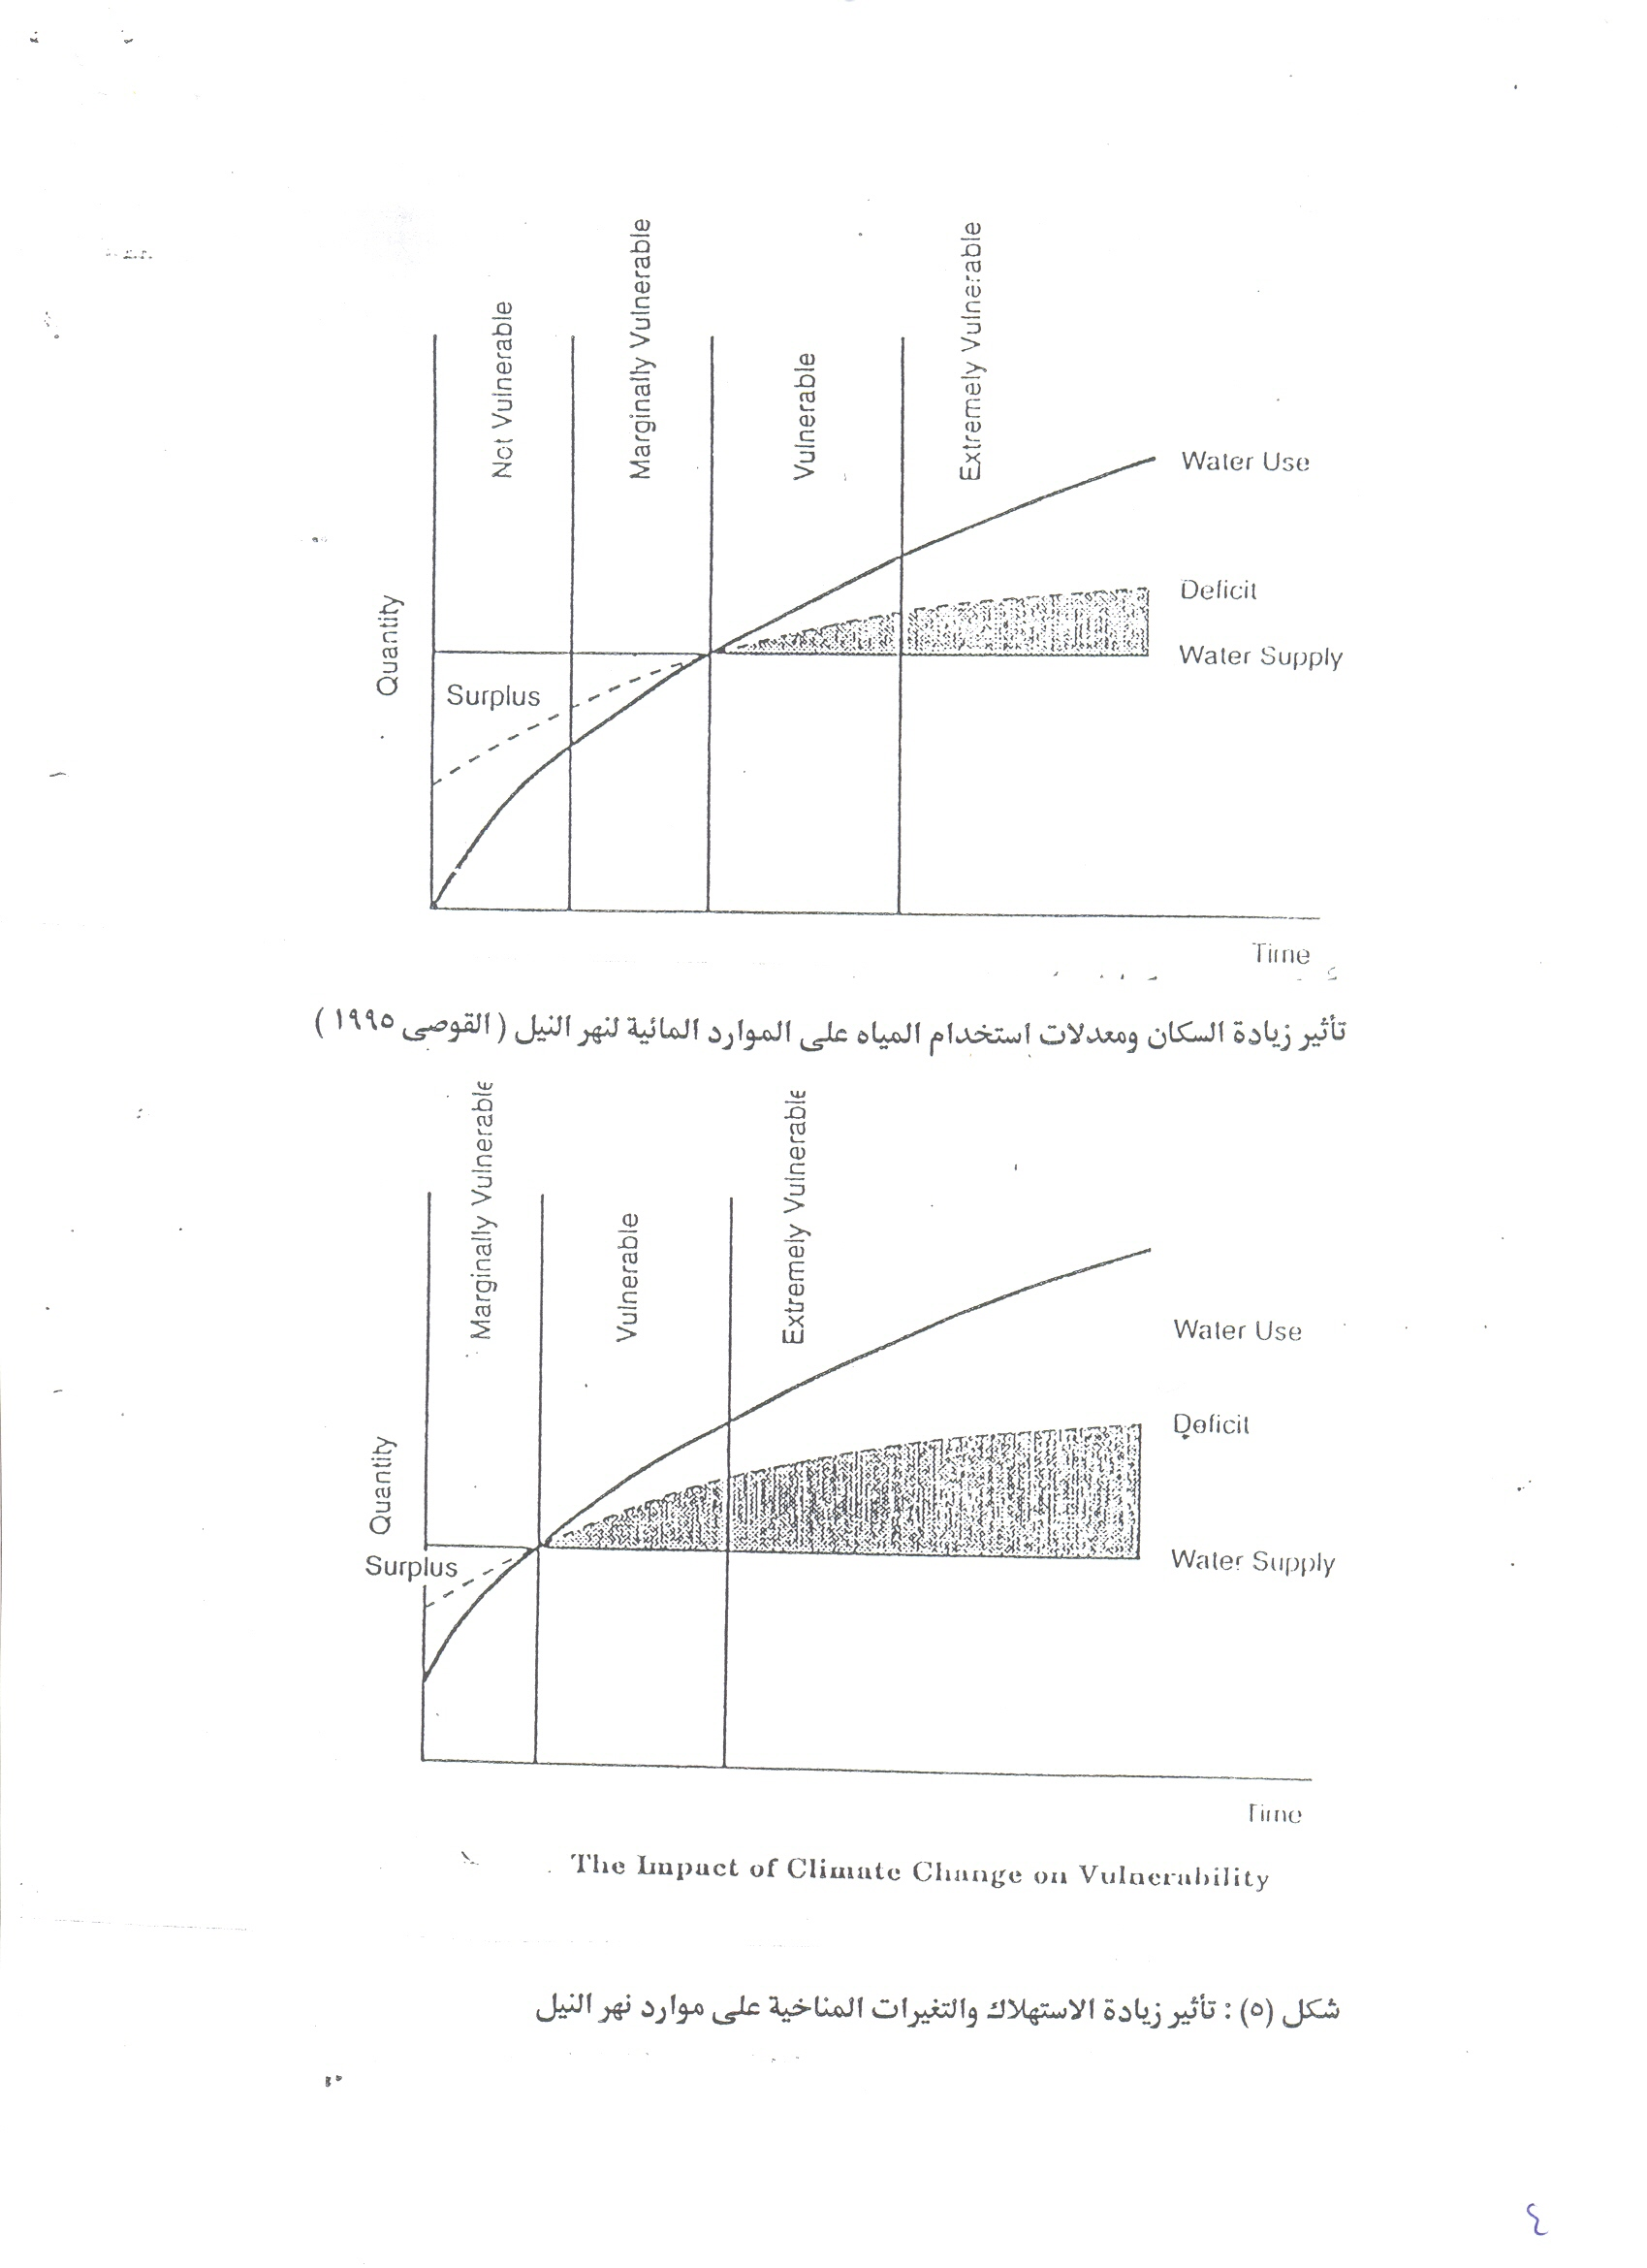 Not Vulnerable
Marginally Vulnerable
Vulnerable
Extremely Vulnerable
Water Use
Deficit
Water Supply
Quantity
Surplus
Time
تأثير زيادة السكان ومعدلات استخدام المياه على الموارد المائية لنهر النيل ( القوصى ١٩٩٥ )
Marginally Vulnerable
Vulnerable
Extremely Vulnerable
Water Use
Deficit
Quantity
Surplus
Water Supply
Time
The Impact of Climate Change on Vulnerability
شكل (٥) : تأثير زيادة الاستهلاك والتغيرات المناخية على موارد نهر النيل
٤